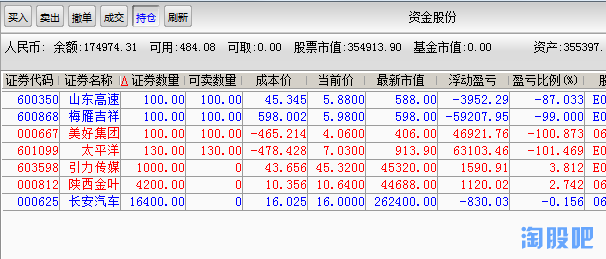 买入 卖出 撤单 成交 持仓 刷新 资金股份
人民币: 余额:174974.31 可用:484.08 可取:0.00 股票市值:354913.90 基金市值:0.00 资产:355397.
证券代码 证券名称 A 证券数量 可卖数量 成本价 当前价 最新市值 浮动盈亏 盈亏比例(%)
600350 山东高速 100.00 100.00 45.345 5.8800 588.00 -3952.29 -87.033 E0
600868 梅雁吉祥 100.00 100.00 598.002 5.9800 598.00 -59207.95 -99.000 E0
000667 美好集团 100.00 100.00 -465.214 4.0600 406.00 46921.76 -100.873 06
601099 太平洋 130.00 130.00 -478.428 7.0300 913.90 63103.46 -101.469 E0
603598 引力传媒 1000.00 0 43.656 45.3200 45320.00 1590.91 3.812 E0
000812 陕西金叶 4200.00 0 10.356 10.6400 44688.00 1120.02 2.742 06
000625 长安汽车 16400.00 0 16.025 16.0000 262400.00 -830.03 -0.156 06
淘股吧